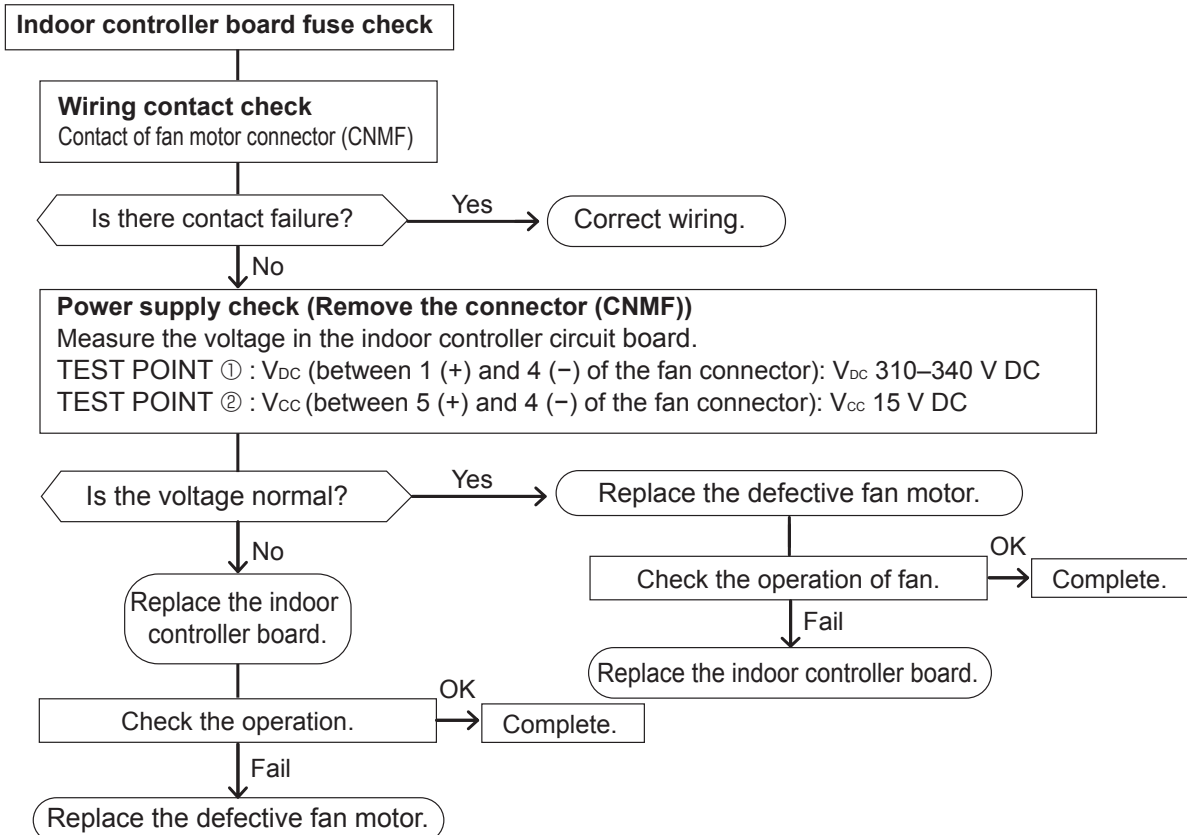 Indoor controller board fuse check
Wiring contact check
Contact of fan motor connector (CNMF)
Is there contact failure?
Yes
Correct wiring.
No
Power supply check (Remove the connector (CNMF))
Measure the voltage in the indoor controller circuit board.
TEST POINT ① : VDC (between 1 (+) and 4 (−) of the fan connector): VDC 310–340 V DC
TEST POINT ② : VCC (between 5 (+) and 4 (−) of the fan connector): VCC 15 V DC
Is the voltage normal?
Yes
Replace the defective fan motor.
No
Check the operation of fan.
OK
Complete.
Fail
Replace the indoor controller board.
Replace the indoor
controller board.
Check the operation.
OK
Complete.
Fail
Replace the defective fan motor.